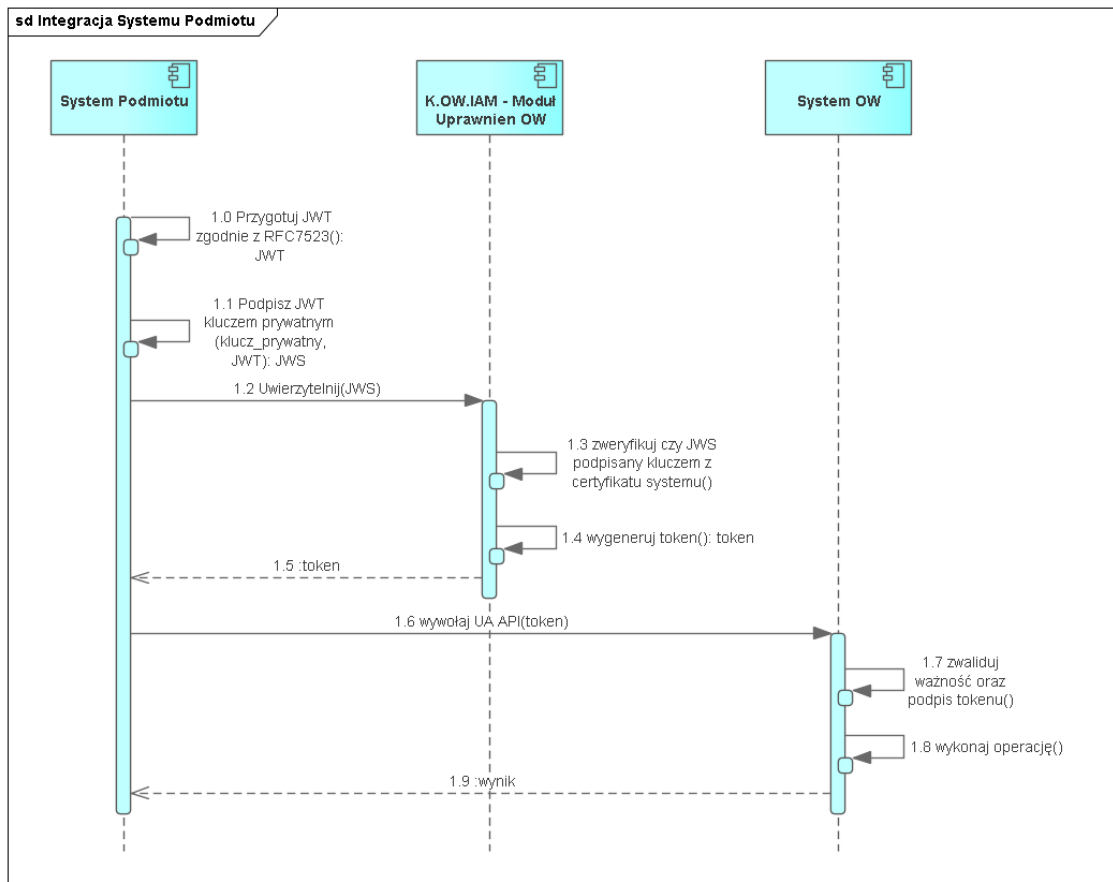 sd Integracja Systemu Podmiotu
System Podmiotu
K.OW.IAM - Moduł
Uprawnien OW
System OW
1.0 Przygotuj JWT
zgodnie z RFC7523():
JWT
1.1 Podpisz JWT
kluczem prywatnym
(klucz_prywatny,
JWT): JWS
1.2 Uwierzytelnij(JWS)
1.3 zweryfikuj czy JWS
podpisany kluczem z
certyfikatu systemu()
1.4 wygeneruj token(): token
1.5 :token
1.6 wywołaj UA API(token)
1.7 zwaliduj
ważność oraz
podpis tokenu()
1.8 wykonaj operację()
1.9 :wynik